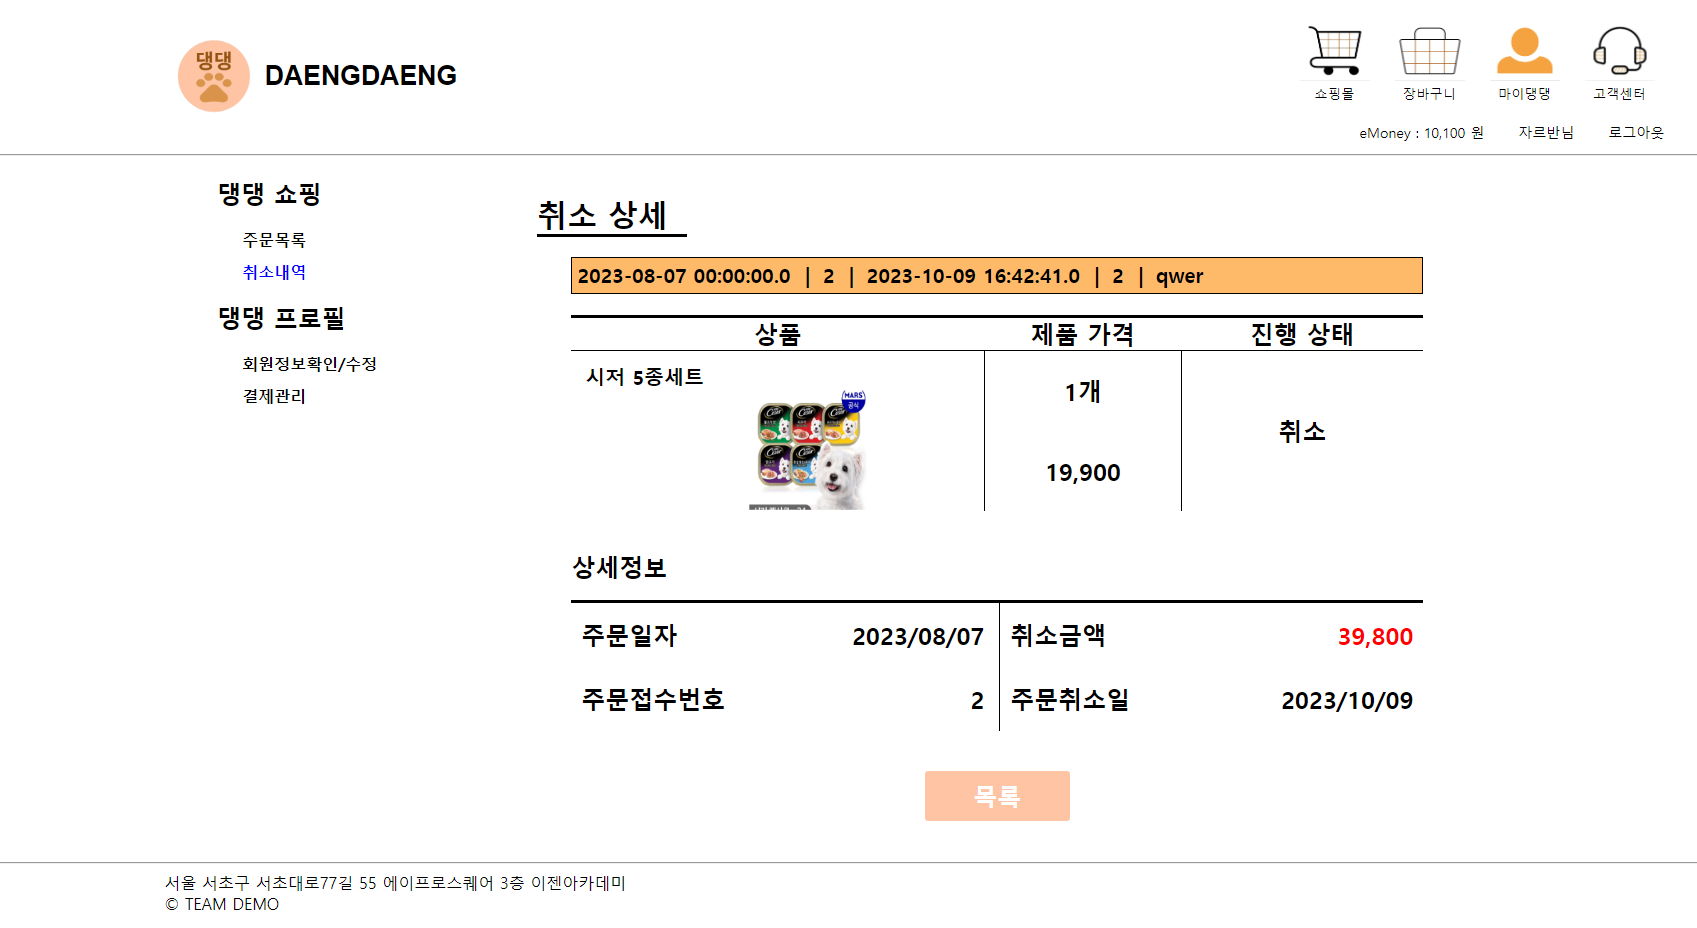 댕댕
DAENGDAENG
쇼핑몰
장바구니
마이댕댕
고객센터
eMoney : 10,100 원
자르반님
로그아웃
댕댕 쇼핑
주문목록
취소내역
댕댕 프로필
회원정보확인/수정
결제관리
취소 상세
2023-08-07 00:00:00.0 | 2 | 2023-10-09 16:42:41.0 | 2 | qwer
상품 제품 가격 진행 상태
시저 5종세트
MARS
공식
Cesar Cesar Cesar
Cesar Cesar
1개
19,900
취소
상세정보
주문일자 2023/08/07 취소금액 39,800
주문접수번호 2 주문취소일 2023/10/09
목록
서울 서초구 서초대로77길 55 에이프로스퀘어 3층 이젠아카데미
© TEAM DEMO